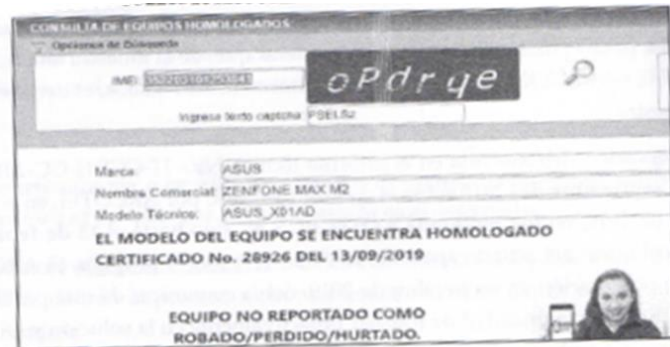 CONSULTA DE EQUIPOS HOMOLOGADOS
Opciones de Búsqueda
IMEI:
oPdrqe
Ingresa texto captcha: PSELS2
Marca: ASUS
Nombre Comercial: ZENFONE MAX M2
Modelo Técnico: ASUS_X01AD
EL MODELO DEL EQUIPO SE ENCUENTRA HOMOLOGADO
CERTIFICADO No. 28926 DEL 13/09/2019
EQUIPO NO REPORTADO COMO
ROBADO/PERDIDO/HURTADO.